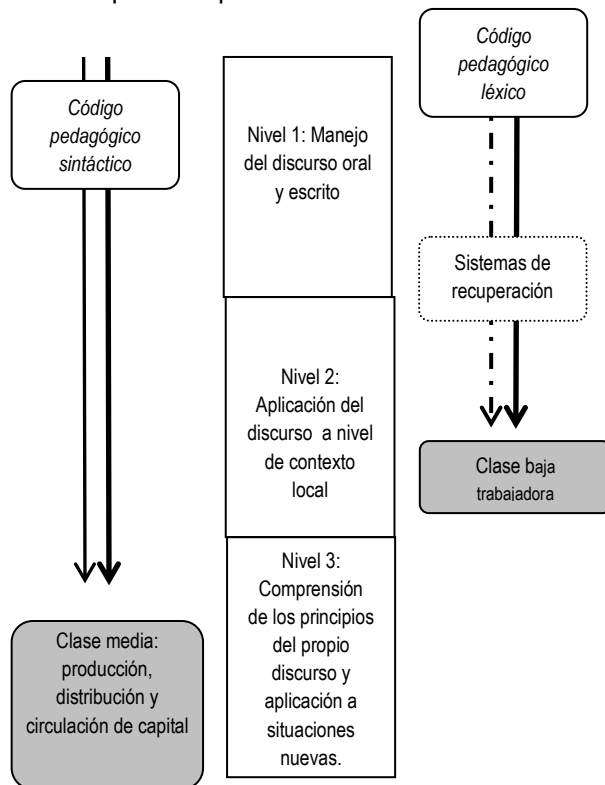 Código
pedagógico
sintáctico
Nivel 1: Manejo
del discurso oral
y escrito
Código
pedagógico
léxico
Sistemas de
recuperación
Nivel 2:
Aplicación del
discurso a nivel
de contexto
local
Clase baja
trabajadora
Nivel 3:
Comprensión
de los principios
del propio
discurso y
aplicación a
situaciones
nuevas.
Clase media:
producción,
distribución y
circulación de capital